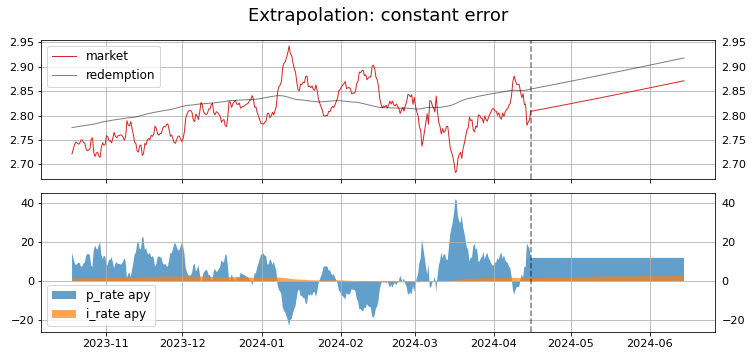 Extrapolation: constant error
2.95 2.95
market
redemption
2.90 2.90
2.85 2.85
2.80 2.80
2.75 2.75
2.70 2.70
40 40
20 20
0 0
p_rate apy
i_rate apy
−20 −20
2023-11 2023-12 2024-01 2024-02 2024-03 2024-04 2024-05 2024-06